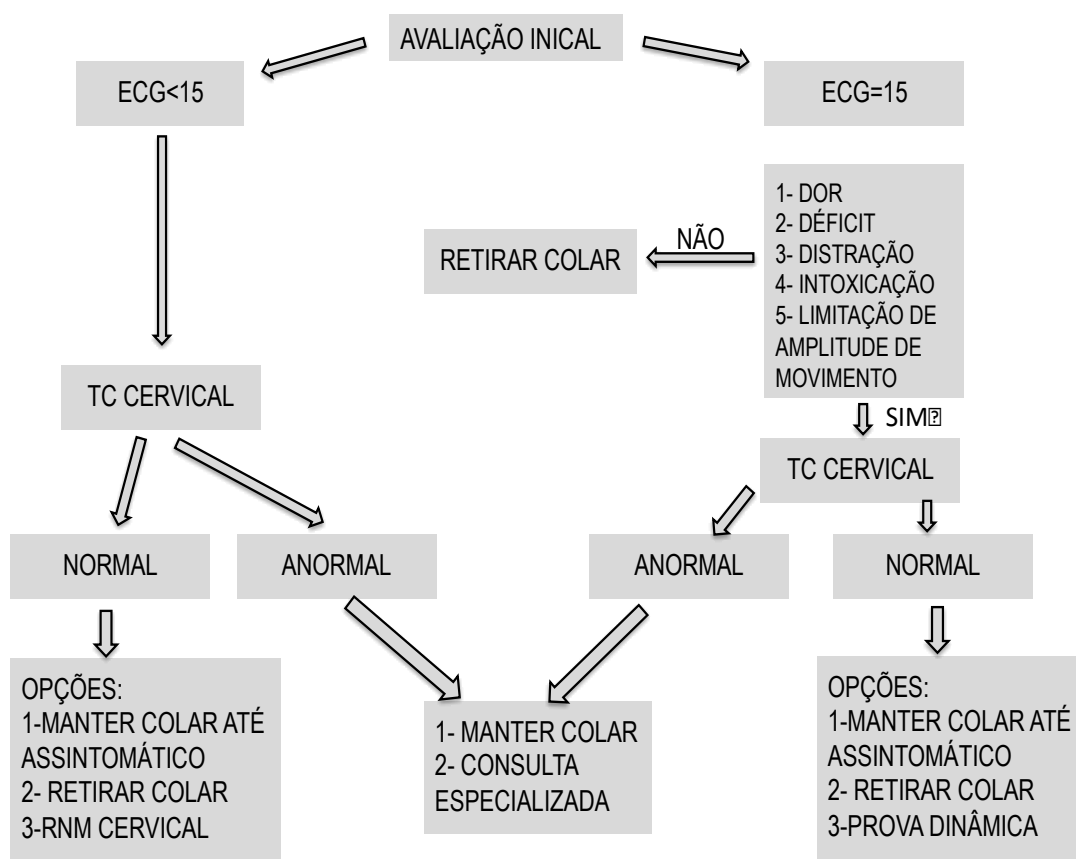 AVALIAÇÃO INICAL
ECG<15
ECG=15
1- DOR
2- DÉFICIT
3- DISTRAÇÃO
4- INTOXICAÇÃO
5- LIMITAÇÃO DE
AMPLITUDE DE
MOVIMENTO
NÃO
RETIRAR COLAR
SIM⍰
TC CERVICAL
TC CERVICAL
NORMAL
ANORMAL
ANORMAL
NORMAL
OPÇÕES:
1-MANTER COLAR ATÉ
ASSINTOMÁTICO
2- RETIRAR COLAR
3-RNM CERVICAL
1- MANTER COLAR
2- CONSULTA
ESPECIALIZADA
OPÇÕES:
1-MANTER COLAR ATÉ
ASSINTOMÁTICO
2- RETIRAR COLAR
3-PROVA DINÂMICA